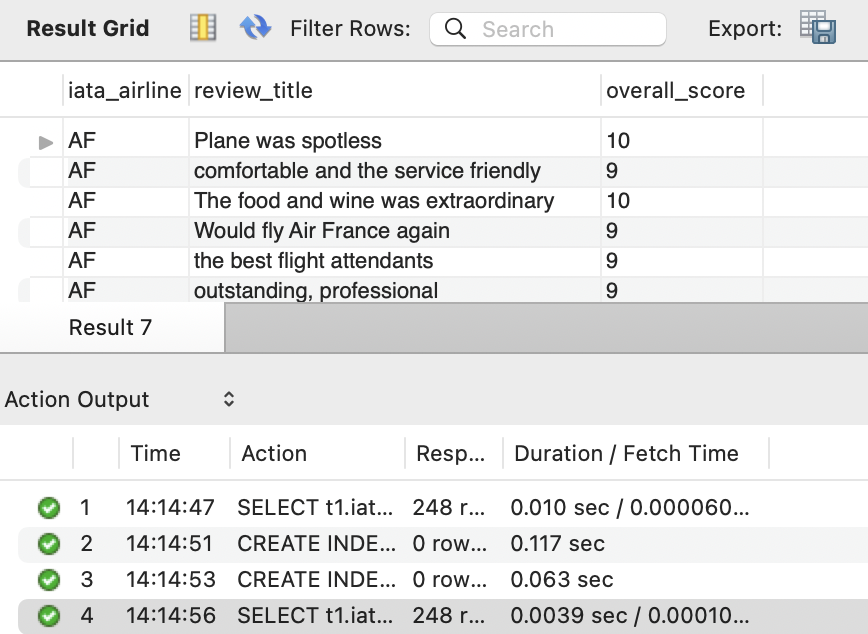 Result Grid Filter Rows: Search Export:
iata_airline review_title overall_score
AF Plane was spotless 10
AF comfortable and the service friendly 9
AF The food and wine was extraordinary 10
AF Would fly Air France again 9
AF the best flight attendants 9
AF outstanding, professional 9
Result 7
Action Output
Time Action Resp... Duration / Fetch Time
1 14:14:47 SELECT t1.iat... 248 r... 0.010 sec / 0.000060...
2 14:14:51 CREATE INDE... 0 row... 0.117 sec
3 14:14:53 CREATE INDE... 0 row... 0.063 sec
4 14:14:56 SELECT t1.iat... 248 r... 0.0039 sec / 0.00010...